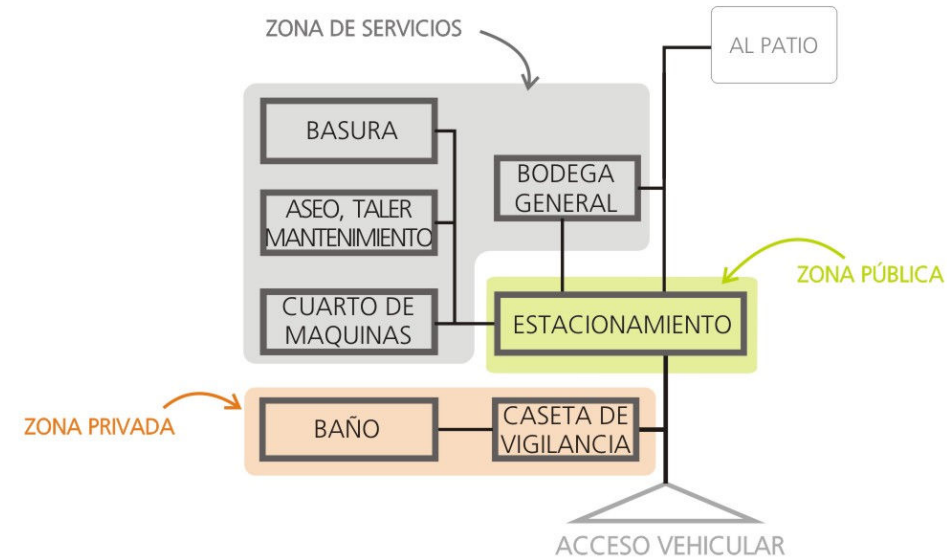 ZONA DE SERVICIOS
AL PATIO
BASURA
BODEGA
GENERAL
ASEO, TALER
MANTENIMIENTO
ZONA PÚBLICA
CUARTO DE
MAQUINAS
ESTACIONAMIENTO
ZONA PRIVADA
BAÑO
CASETA DE
VIGILANCIA
ACCESO VEHICULAR